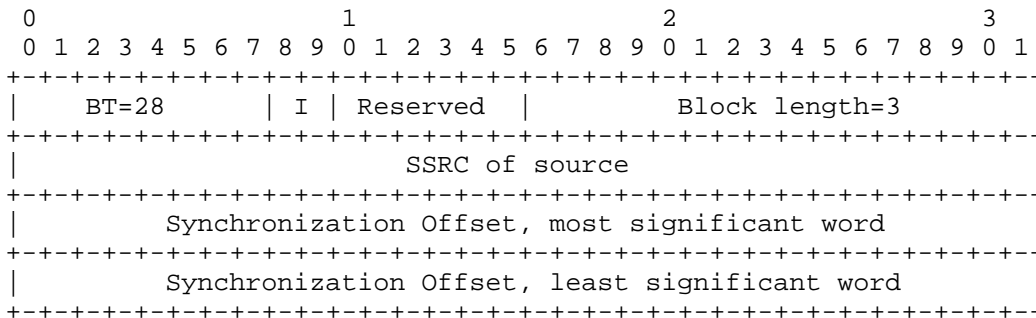 0                   1                   2                   3
 0 1 2 3 4 5 6 7 8 9 0 1 2 3 4 5 6 7 8 9 0 1 2 3 4 5 6 7 8 9 0 1
+-+-+-+-+-+-+-+-+-+-+-+-+-+-+-+-+-+-+-+-+-+-+-+-+-+-+-+-+-+-+-+--
|    BT=28      | I | Reserved  |         Block length=3
+-+-+-+-+-+-+-+-+-+-+-+-+-+-+-+-+-+-+-+-+-+-+-+-+-+-+-+-+-+-+-+--
|                        SSRC of source
+-+-+-+-+-+-+-+-+-+-+-+-+-+-+-+-+-+-+-+-+-+-+-+-+-+-+-+-+-+-+-+--
|         Synchronization Offset, most significant word
+-+-+-+-+-+-+-+-+-+-+-+-+-+-+-+-+-+-+-+-+-+-+-+-+-+-+-+-+-+-+-+--
|         Synchronization Offset, least significant word
+-+-+-+-+-+-+-+-+-+-+-+-+-+-+-+-+-+-+-+-+-+-+-+-+-+-+-+-+-+-+-+--